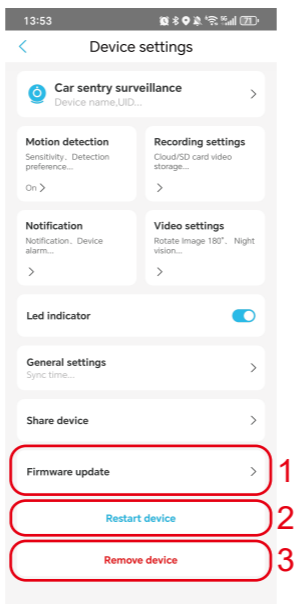 13:53
71
Device settings
Car sentry surveillance
Device name,UID...
Motion detection
Sensitivity、Detection
preference...
On
Recording settings
Cloud/SD card video
storage...
Notification
Notification、Device
alarm...
Video settings
Rotate Image 180°、Night
vision...
Led indicator
General settings
Sync time...
Share device
Firmware update
1
Restart device
2
Remove device
3